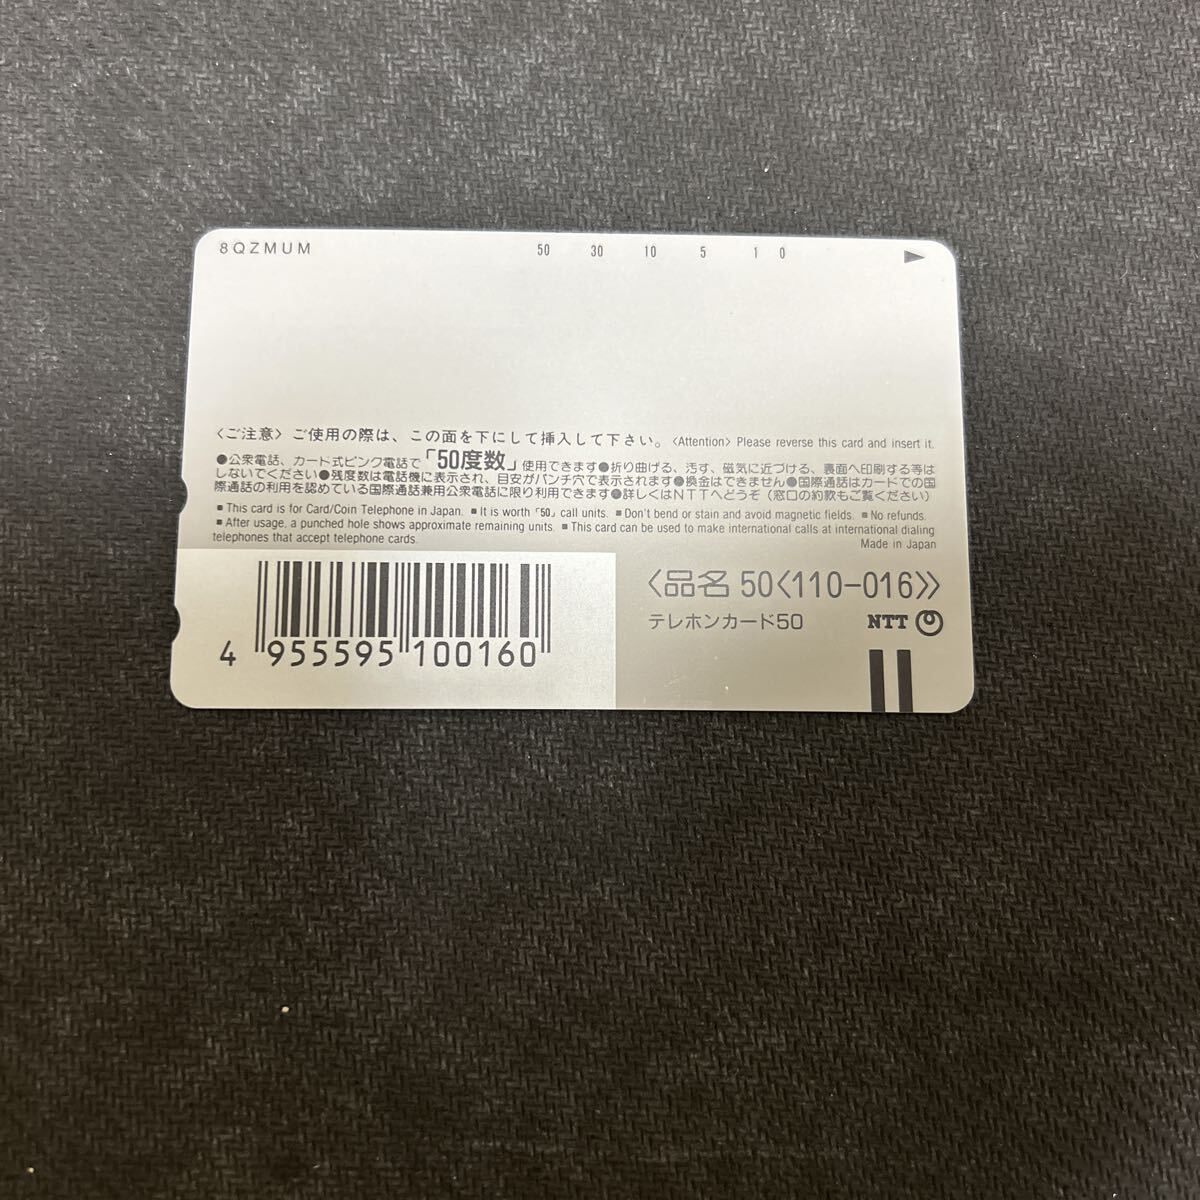 8QZMUM 50 30 10 5 1 0
〈ご注意〉ご使用の際は、この面を下にして挿入して下さい。〈Attention〉Please reverse this card and insert it.
●公衆電話、カード式ピンク電話で「50度数」使用できます●折り曲げる、汚す、磁気に近づける、裏面へ印刷する等は
しないでください●残度数は電話機に表示され、目安がパンチ穴で表示されます●換金はできません●国際通話はカードでの国
際通話の利用を認めている国際通話兼用公衆電話に限り利用できます●詳しくはNTTへどうぞ(窓口の約款もご覧ください)
■This card is for Card/Coin Telephone in Japan. ■It is worth「50」call units. ■Don't bend or stain and avoid magnetic fields. ■No refunds.
■After usage, a punched hole shows approximate remaining units. ■This card can be used to make international calls at international dialing
telephones that accept telephone cards.
Made in Japan
4 955595 100160
〈品名 50〈110-016〉〉
テレホンカード50 NTT